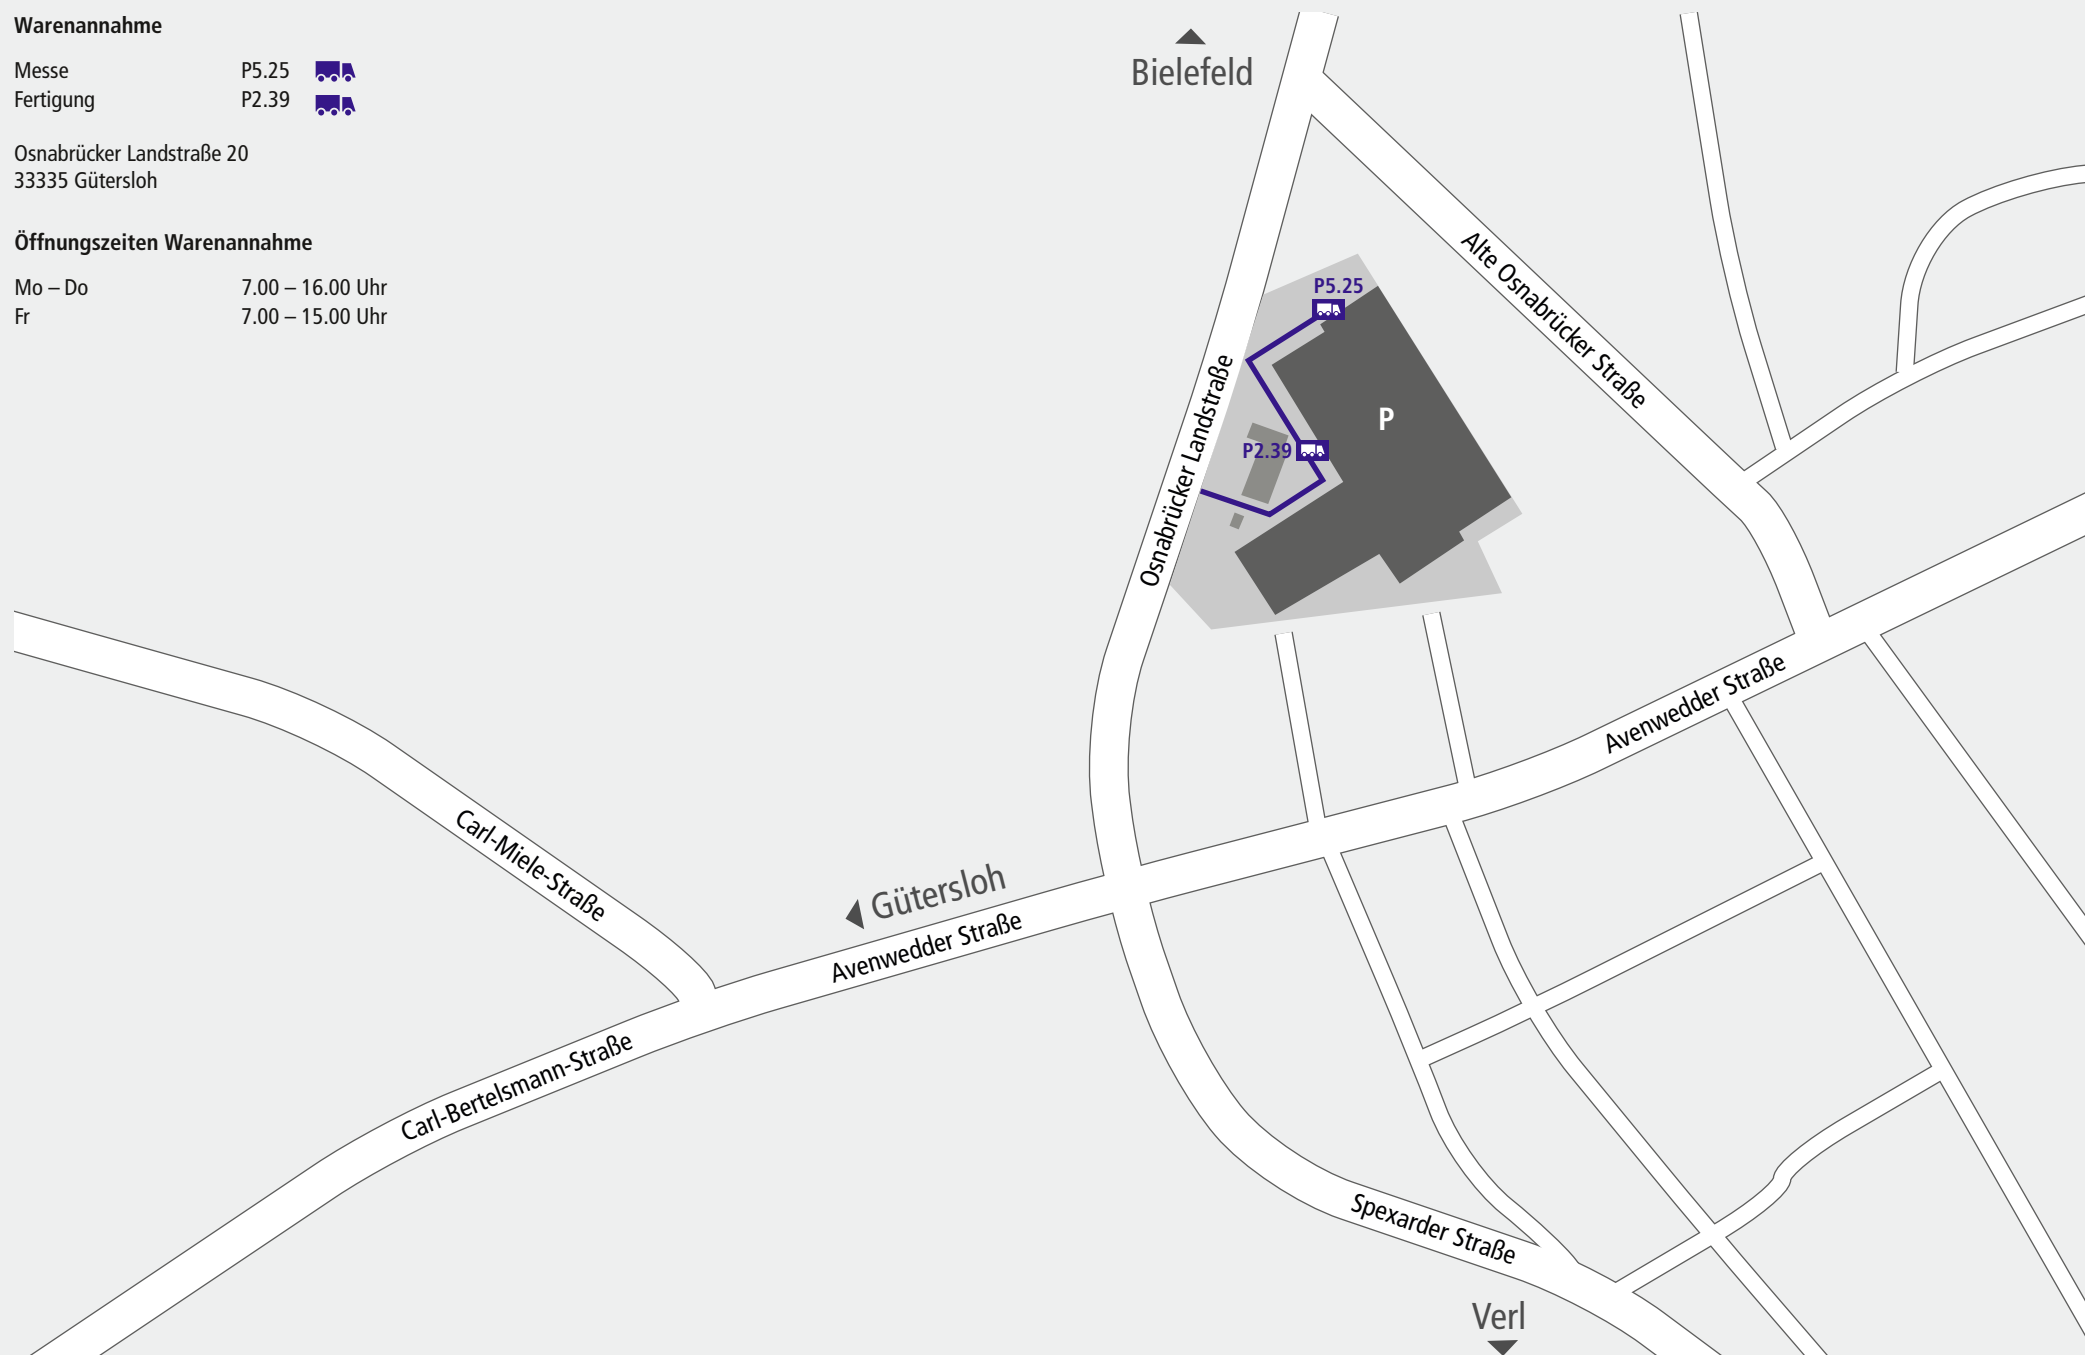 Warenannahme
Messe P5.25
Fertigung P2.39
Osnabrücker Landstraße 20
33335 Gütersloh
Öffnungszeiten Warenannahme
Mo – Do 7.00 – 16.00 Uhr
Fr 7.00 – 15.00 Uhr
Bielefeld
Alte Osnabrücker Straße
P5.25
Osnabrücker Landstraße
P
P2.39
Avenwedder Straße
Carl-Miele-Straße
Gütersloh
Avenwedder Straße
Carl-Bertelsmann-Straße
Spexarder Straße
Verl